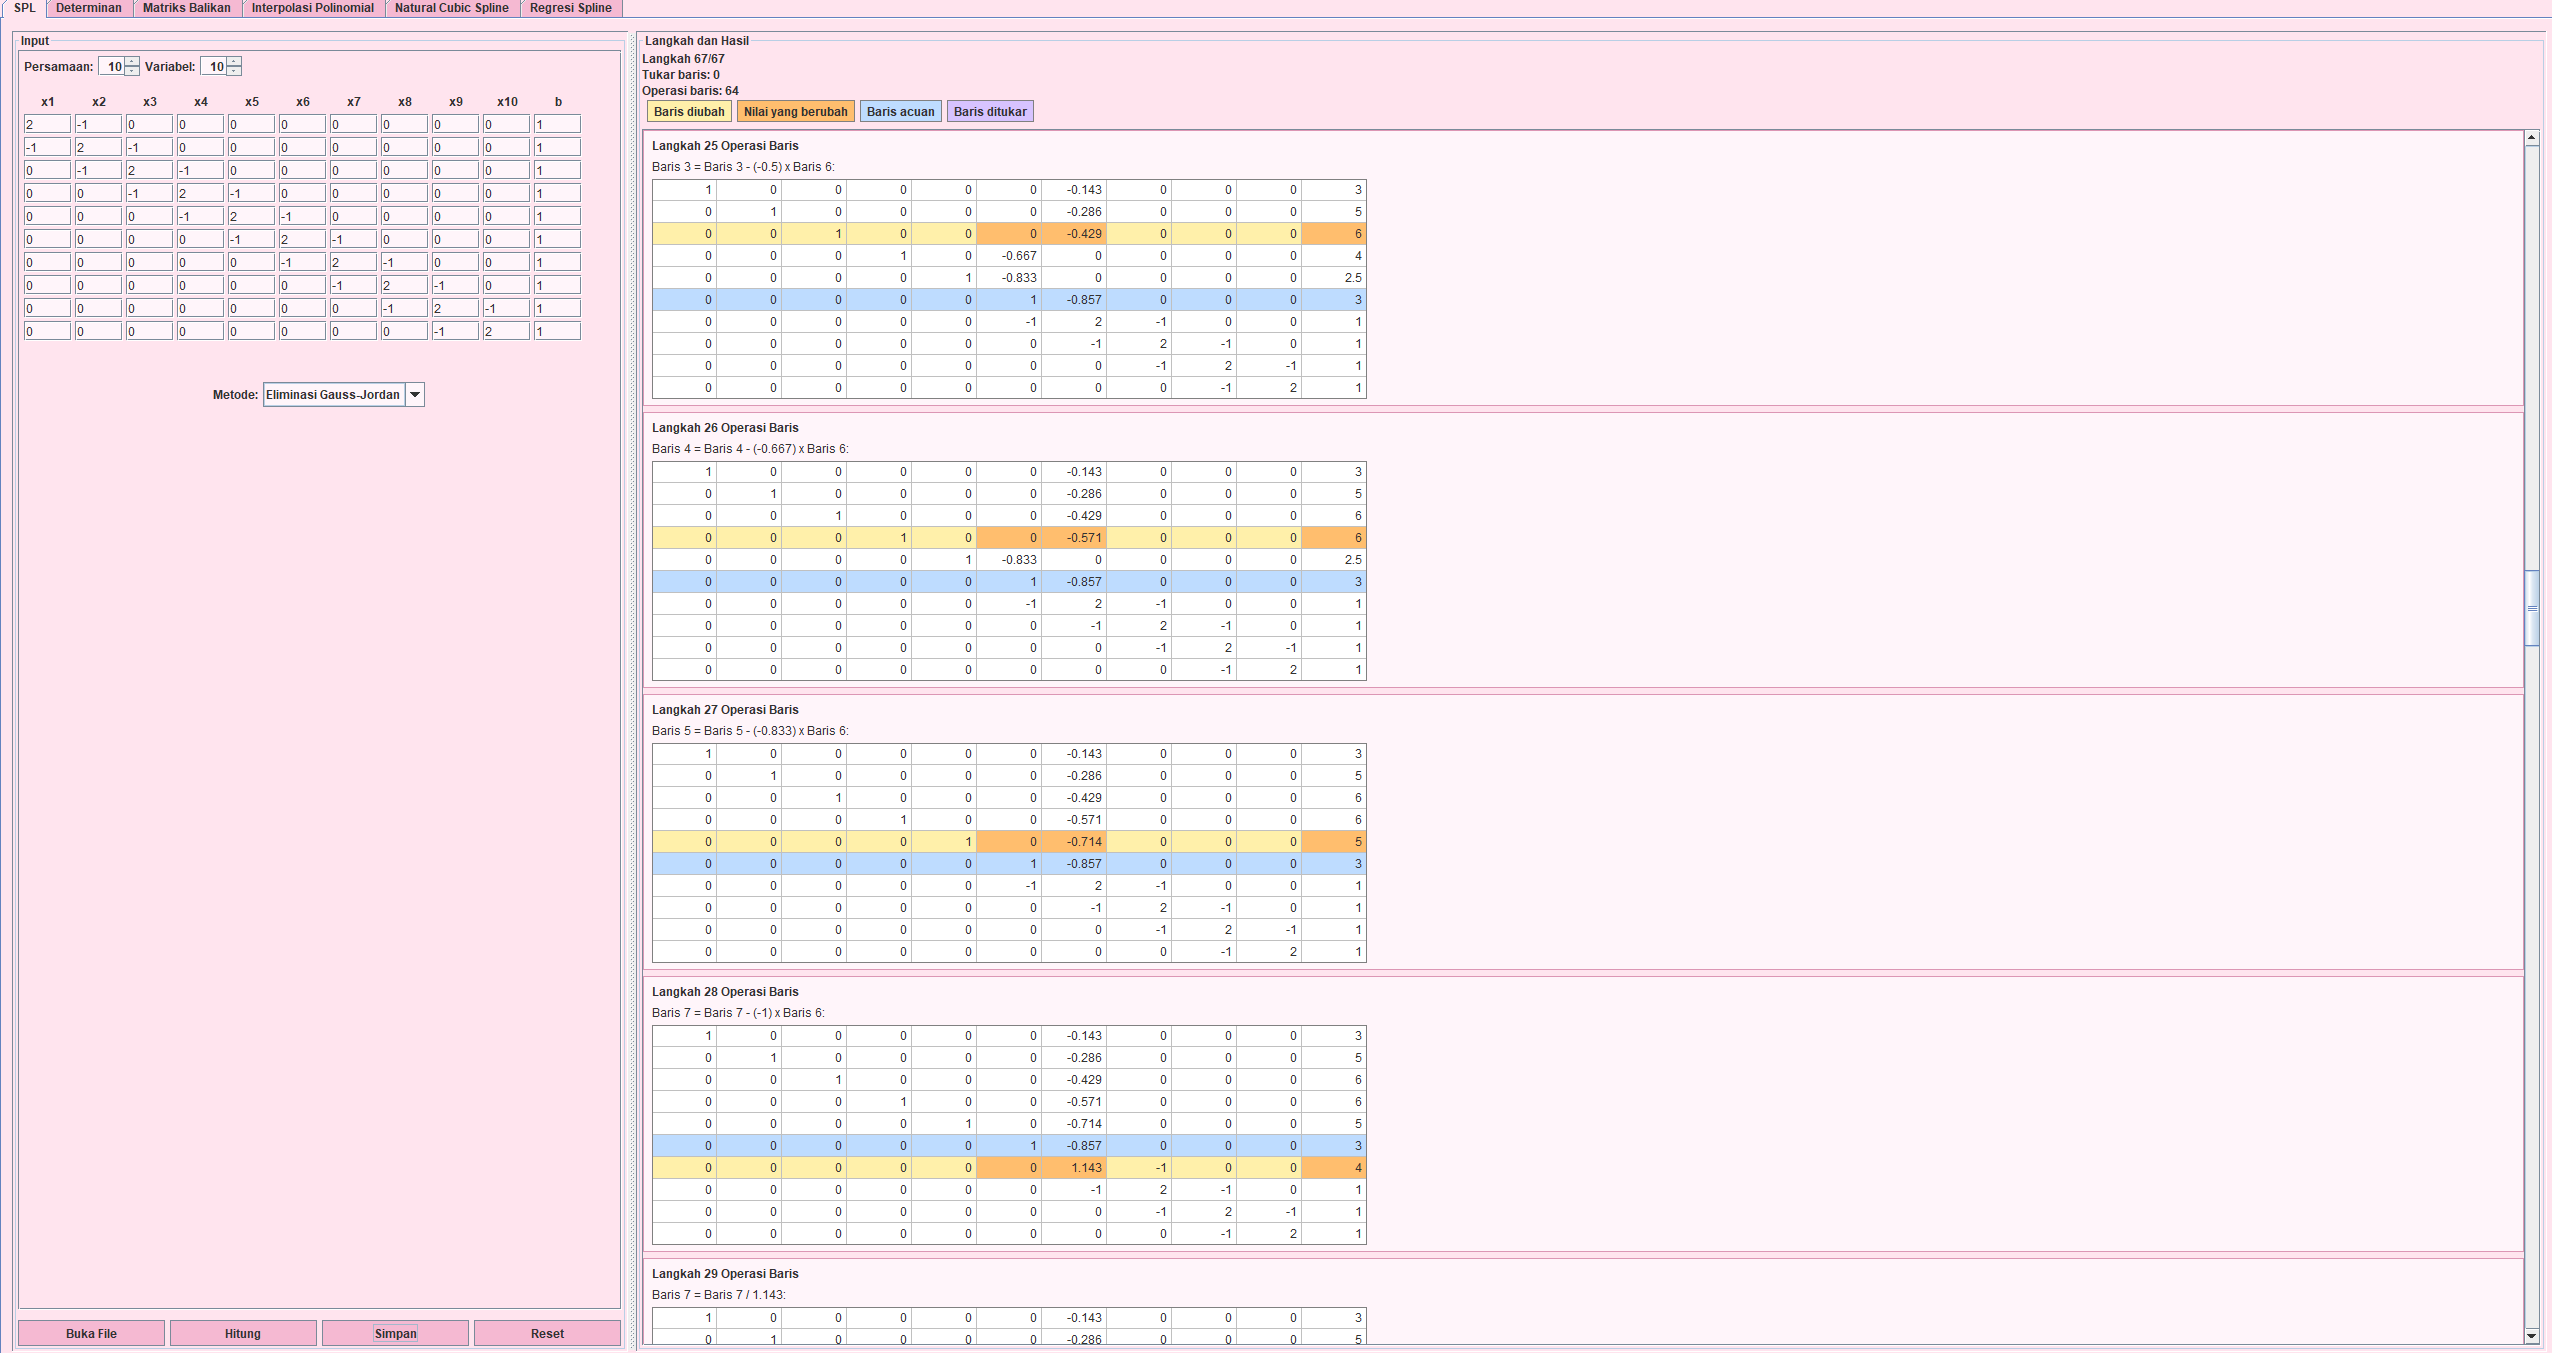 SPL Determinan Matriks Balikan Interpolasi Polinomial Natural Cubic Spline Regresi Spline
Input
Persamaan: 10 Variabel: 10
x1 x2 x3 x4 x5 x6 x7 x8 x9 x10 b
2 -1 0 0 0 0 0 0 0 0 1
-1 2 -1 0 0 0 0 0 0 0 1
0 -1 2 -1 0 0 0 0 0 0 1
0 0 -1 2 -1 0 0 0 0 0 1
0 0 0 -1 2 -1 0 0 0 0 1
0 0 0 0 -1 2 -1 0 0 0 1
0 0 0 0 0 -1 2 -1 0 0 1
0 0 0 0 0 0 -1 2 -1 0 1
0 0 0 0 0 0 0 -1 2 -1 1
0 0 0 0 0 0 0 0 -1 2 1
Metode: Eliminasi Gauss-Jordan
Buka File Hitung Simpan Reset
Langkah dan Hasil
Langkah 67/67
Tukar baris: 0
Operasi baris: 64
Baris diubah Nilai yang berubah Baris acuan Baris ditukar
Langkah 25 Operasi Baris
Baris 3 = Baris 3 - (-0.5) x Baris 6:
1 0 0 0 0 0 -0.143 0 0 0 3
0 1 0 0 0 0 -0.286 0 0 0 5
0 0 1 0 0 0 -0.429 0 0 0 6
0 0 0 1 0 -0.667 0 0 0 0 4
0 0 0 0 1 -0.833 0 0 0 0 2.5
0 0 0 0 0 1 -0.857 0 0 0 3
0 0 0 0 0 -1 2 -1 0 0 1
0 0 0 0 0 0 -1 2 -1 0 1
0 0 0 0 0 0 0 -1 2 -1 1
0 0 0 0 0 0 0 0 -1 2 1
Langkah 26 Operasi Baris
Baris 4 = Baris 4 - (-0.667) x Baris 6:
1 0 0 0 0 0 -0.143 0 0 0 3
0 1 0 0 0 0 -0.286 0 0 0 5
0 0 1 0 0 0 -0.429 0 0 0 6
0 0 0 1 0 0 -0.571 0 0 0 6
0 0 0 0 1 -0.833 0 0 0 0 2.5
0 0 0 0 0 1 -0.857 0 0 0 3
0 0 0 0 0 -1 2 -1 0 0 1
0 0 0 0 0 0 -1 2 -1 0 1
0 0 0 0 0 0 0 -1 2 -1 1
0 0 0 0 0 0 0 0 -1 2 1
Langkah 27 Operasi Baris
Baris 5 = Baris 5 - (-0.833) x Baris 6:
1 0 0 0 0 0 -0.143 0 0 0 3
0 1 0 0 0 0 -0.286 0 0 0 5
0 0 1 0 0 0 -0.429 0 0 0 6
0 0 0 1 0 0 -0.571 0 0 0 6
0 0 0 0 1 0 -0.714 0 0 0 5
0 0 0 0 0 1 -0.857 0 0 0 3
0 0 0 0 0 -1 2 -1 0 0 1
0 0 0 0 0 0 -1 2 -1 0 1
0 0 0 0 0 0 0 -1 2 -1 1
0 0 0 0 0 0 0 0 -1 2 1
Langkah 28 Operasi Baris
Baris 7 = Baris 7 - (-1) x Baris 6:
1 0 0 0 0 0 -0.143 0 0 0 3
0 1 0 0 0 0 -0.286 0 0 0 5
0 0 1 0 0 0 -0.429 0 0 0 6
0 0 0 1 0 0 -0.571 0 0 0 6
0 0 0 0 1 0 -0.714 0 0 0 5
0 0 0 0 0 1 -0.857 0 0 0 3
0 0 0 0 0 0 1.143 -1 0 0 4
0 0 0 0 0 0 -1 2 -1 0 1
0 0 0 0 0 0 0 -1 2 -1 1
0 0 0 0 0 0 0 0 -1 2 1
Langkah 29 Operasi Baris
Baris 7 = Baris 7 / 1.143:
1 0 0 0 0 0 -0.143 0 0 0 3
0 1 0 0 0 0 -0.286 0 0 0 5